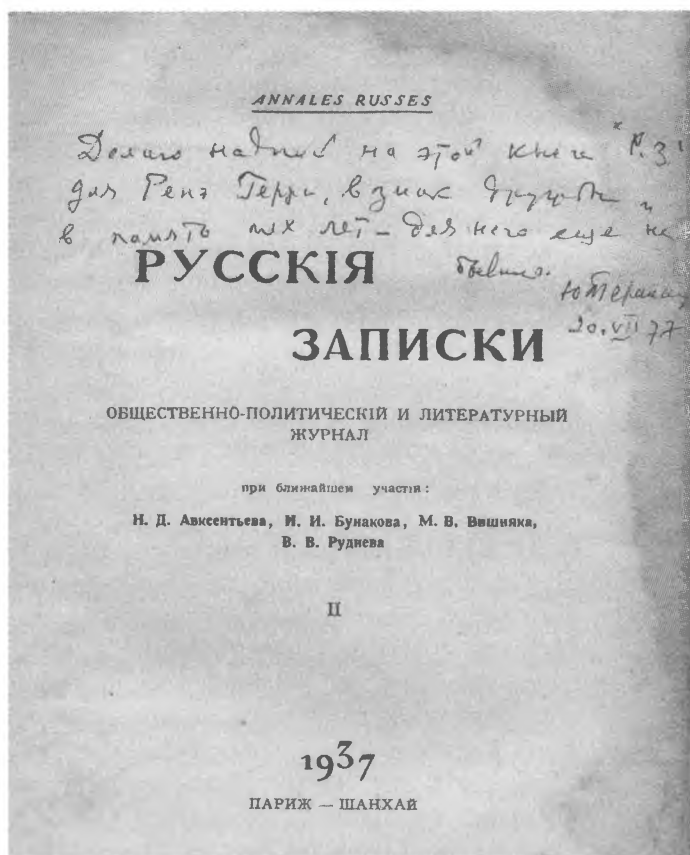 ANNALES RUSSES
Делаю надпись на этой книге "Р.З"
для Ренэ Герра, в знак дружбы и
в память тех лет — для него еще не
бывших.
Ю Терапиано
20.VII 77
РУССКІЯ
ЗАПИСКИ
ОБЩЕСТВЕННО-ПОЛИТИЧЕСКІЙ И ЛИТЕРАТУРНЫЙ
ЖУРНАЛ
при ближайшем участіи:
Н. Д. Авксентьева, И. И. Бунакова, М. В. Вишняка,
В. В. Руднева
II
1937
ПАРИЖ — ШАНХАЙ